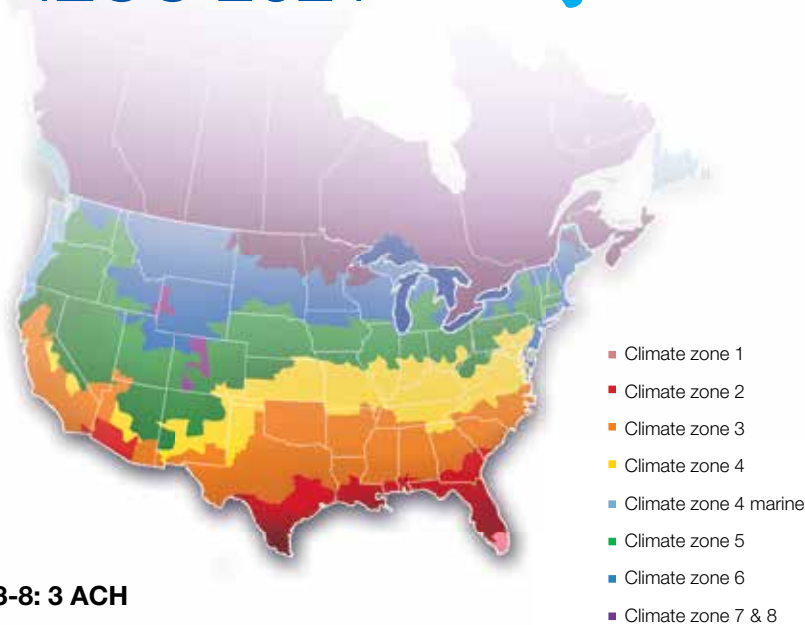 Climate zone 1
Climate zone 2
Climate zone 3
Climate zone 4
Climate zone 4 marine
Climate zone 5
Climate zone 6
Climate zone 7 & 8
3-8: 3 ACH